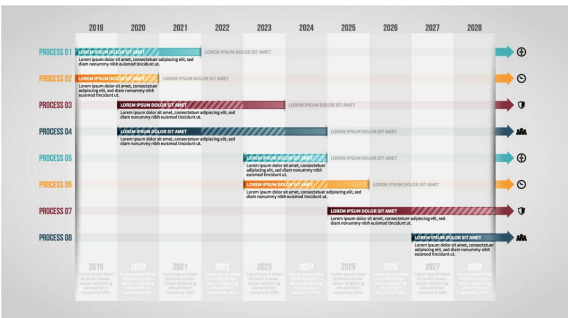 2019 2020 2021 2022 2023 2024 2025 2026 2027 2028
PROCESS 01 LOREM IPSUM DOLOR SIT AMET LOREM IPSUM DOLOR SIT AMET
Lorem ipsum dolor sit amet, consectetuer adipiscing elit, sed
diam nonummy nibh euismod tincidunt ut.
PROCESS 02 LOREM IPSUM DOLOR SIT AMET LOREM IPSUM DOLOR SIT AMET
Lorem ipsum dolor sit amet, consectetuer
adipiscing elit, sed diam nonummy nibh
euismod tincidunt ut.
PROCESS 03 LOREM IPSUM DOLOR SIT AMET LOREM IPSUM DOLOR SIT AMET
Lorem ipsum dolor sit amet, consectetuer adipiscing elit, sed
diam nonummy nibh euismod tincidunt ut.
PROCESS 04 LOREM IPSUM DOLOR SIT AMET LOREM IPSUM DOLOR SIT AMET
Lorem ipsum dolor sit amet, consectetuer adipiscing elit, sed
diam nonummy nibh euismod tincidunt ut.
PROCESS 05 LOREM IPSUM DOLOR SIT AMET LOREM IPSUM DOLOR SIT AMET
Lorem ipsum dolor sit amet, consectetuer
adipiscing elit, sed diam nonummy nibh
euismod tincidunt ut.
PROCESS 06 LOREM IPSUM DOLOR SIT AMET LOREM IPSUM DOLOR SIT AMET
Lorem ipsum dolor sit amet, consectetuer adipiscing elit, sed
diam nonummy nibh euismod tincidunt ut.
PROCESS 07 LOREM IPSUM DOLOR SIT AMET
Lorem ipsum dolor sit amet, consectetuer adipiscing elit, sed
diam nonummy nibh euismod tincidunt ut.
PROCESS 08 LOREM IPSUM DOLOR SIT AMET
Lorem ipsum dolor sit amet, consectetuer
adipiscing elit, sed diam nonummy nibh
euismod tincidunt ut.
2019 2020 2021 2022 2023 2024 2025 2026 2027 2028